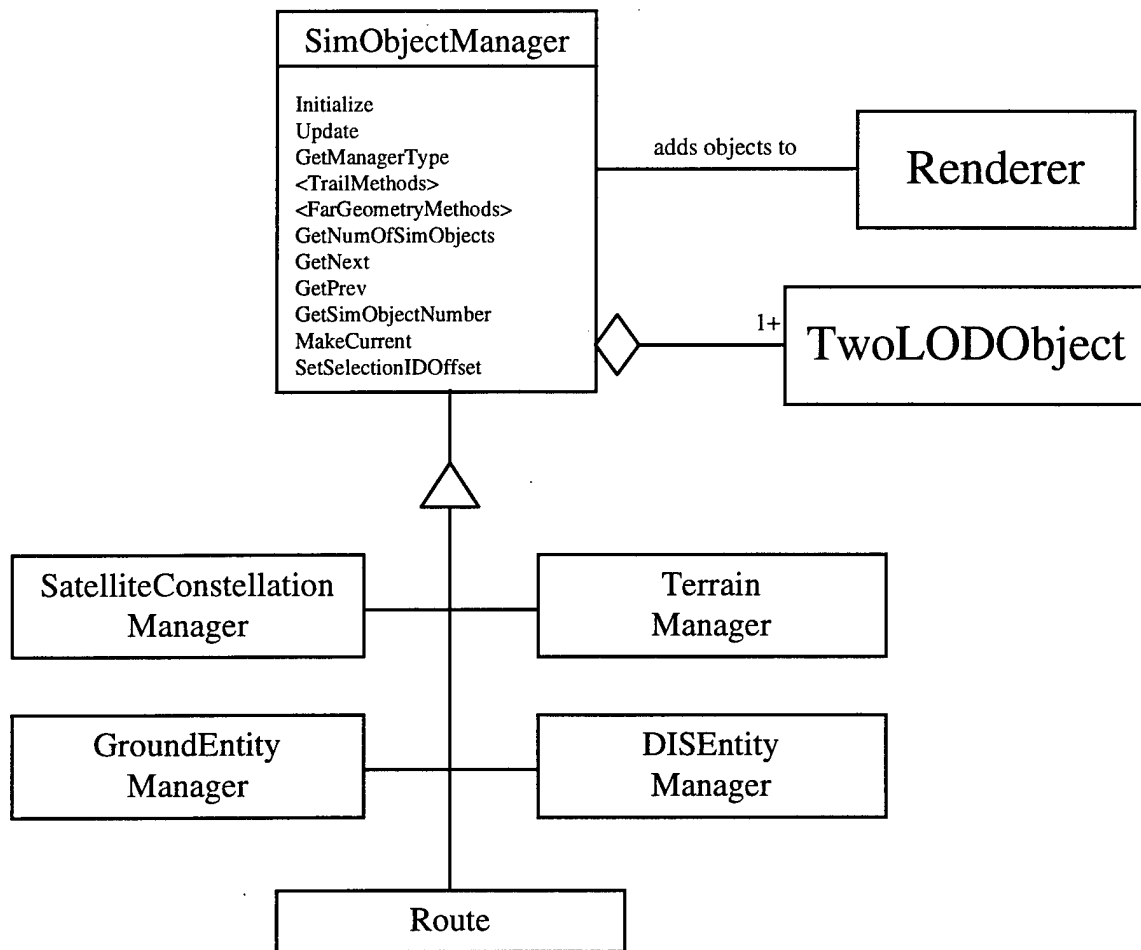 SimObjectManager
Initialize
Update
GetManagerType
<TrailMethods>
<FarGeometryMethods>
GetNumOfSimObjects
GetNext
GetPrev
GetSimObjectNumber
MakeCurrent
SetSelectionIDOffset
adds objects to
Renderer
1+
TwoLODObject
SatelliteConstellation
Manager
Terrain
Manager
GroundEntity
Manager
DISEntity
Manager
Route